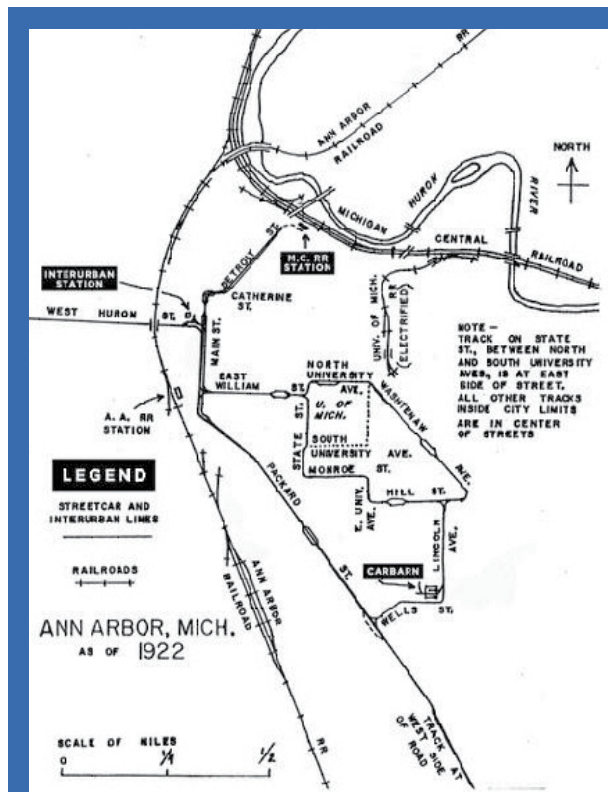 ANN ARBOR
RAILROAD
RR
NORTH
HURON
RIVER
MICHIGAN
CENTRAL
RAILROAD
DETROIT ST.
M.C. RR
STATION
INTERURBAN
STATION
CATHERINE
ST.
WEST HURON ST.
MAIN ST.
UNIV. OF MICH. RR
(ELECTRIFIED)
NOTE —
TRACK ON STATE
ST., BETWEEN NORTH
AND SOUTH UNIVERSITY
AVES, IS AT EAST
SIDE OF STREET.
ALL OTHER TRACKS
INSIDE CITY LIMITS
ARE IN CENTER
OF STREETS
EAST
WILLIAM ST.
NORTH
UNIVERSITY
AVE.
U. OF
MICH.
WASHTENAW AVE.
A. A. RR
STATION
STATE ST.
SOUTH
UNIVERSITY AVE.
MONROE ST.
E. UNIV.
AVE.
HILL ST.
LINCOLN
AVE.
PACKARD ST.
LEGEND
STREETCAR AND
INTERURBAN LINES
RAILROADS
CARBARN
WELLS ST.
ANN ARBOR
RAILROAD
RR
ANN ARBOR, MICH.
AS OF 1922
TRACK AT
WEST SIDE
OF ROAD
SCALE OF MILES
0 1/4 1/2